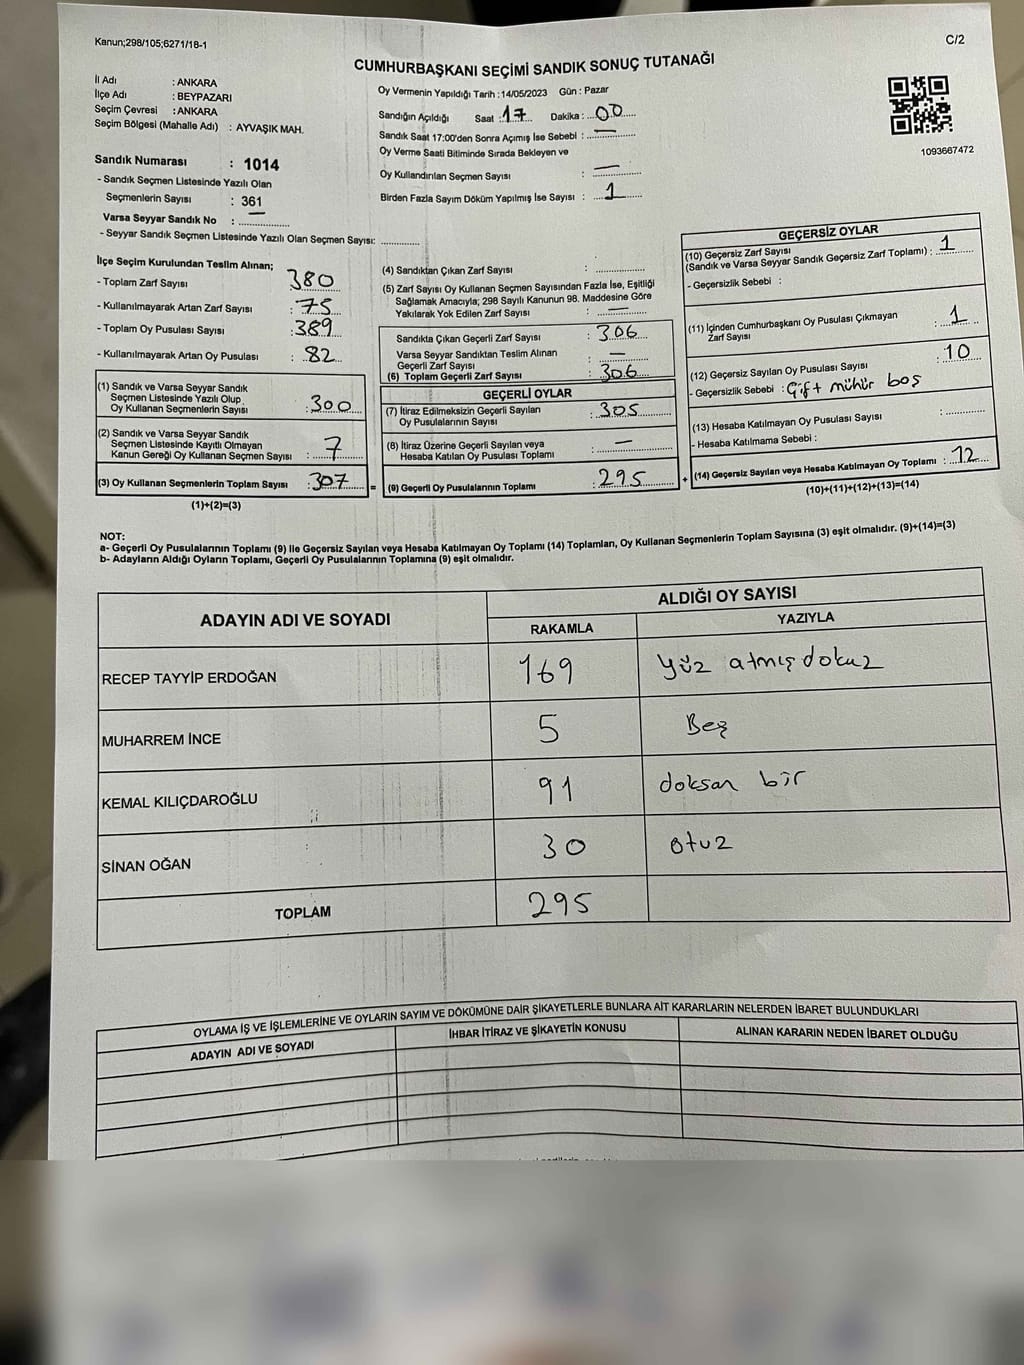 Kanun;298/105;6271/18-1
C/2
CUMHURBAŞKANI SEÇİMİ SANDIK SONUÇ TUTANAĞI
İl Adı : ANKARA
İlçe Adı : BEYPAZARI
Seçim Çevresi : ANKARA
Seçim Bölgesi (Mahalle Adı) : AYVAŞIK MAH.
Sandık Numarası : 1014
- Sandık Seçmen Listesinde Yazılı Olan
Seçmenlerin Sayısı : 361
Varsa Seyyar Sandık No : —
- Seyyar Sandık Seçmen Listesinde Yazılı Olan Seçmen Sayısı: ..............
Oy Vermenin Yapıldığı Tarih : 14/05/2023 Gün : Pazar
Sandığın Açıldığı Saat : 17 Dakika : 00
Sandık Saat 17:00'den Sonra Açımış İse Sebebi : —
Oy Verme Saati Bitiminde Sırada Bekleyen ve
Oy Kullandırılan Seçmen Sayısı : —
Birden Fazla Sayım Döküm Yapılmış İse Sayısı : 1
1093667472
İlçe Seçim Kurulundan Teslim Alınan;
- Toplam Zarf Sayısı : 380
- Kullanılmayarak Artan Zarf Sayısı : 75
- Toplam Oy Pusulası Sayısı : 389
- Kullanılmayarak Artan Oy Pusulası : 82
(1) Sandık ve Varsa Seyyar Sandık
Seçmen Listesinde Yazılı Olup
Oy Kullanan Seçmenlerin Sayısı : 300
(2) Sandık ve Varsa Seyyar Sandık
Seçmen Listesinde Kayıtlı Olmayan
Kanun Gereği Oy Kullanan Seçmen Sayısı : 7
(3) Oy Kullanan Seçmenlerin Toplam Sayısı : 307
=
(1)+(2)=(3)
(4) Sandıktan Çıkan Zarf Sayısı : ..............
(5) Zarf Sayısı Oy Kullanan Seçmen Sayısından Fazla İse, Eşitliği
Sağlamak Amacıyla; 298 Sayılı Kanunun 98. Maddesine Göre
Yakılarak Yok Edilen Zarf Sayısı : —
Sandıkta Çıkan Geçerli Zarf Sayısı : 306
Varsa Seyyar Sandıktan Teslim Alınan
Geçerli Zarf Sayısı : —
(6) Toplam Geçerli Zarf Sayısı : 306
GEÇERLİ OYLAR
(7) İtiraz Edilmeksizin Geçerli Sayılan
Oy Pusulalarının Sayısı : 305
(8) İtiraz Üzerine Geçerli Sayılan veya
Hesaba Katılan Oy Pusulası Toplamı : —
(9) Geçerli Oy Pusulalarının Toplamı : 295
+
GEÇERSİZ OYLAR
(10) Geçersiz Zarf Sayısı
(Sandık ve Varsa Seyyar Sandık Geçersiz Zarf Toplamı) : 1
- Geçersizlik Sebebi :
(11) İçinden Cumhurbaşkanı Oy Pusulası Çıkmayan
Zarf Sayısı : 1
(12) Geçersiz Sayılan Oy Pusulası Sayısı : 10
- Geçersizlik Sebebi : Çift mühür boş
(13) Hesaba Katılmayan Oy Pusulası Sayısı : ..............
- Hesaba Katılmama Sebebi :
(14) Geçersiz Sayılan veya Hesaba Katılmayan Oy Toplamı : 12
(10)+(11)+(12)+(13)=(14)
NOT:
a- Geçerli Oy Pusulalarının Toplamı (9) ile Geçersiz Sayılan veya Hesaba Katılmayan Oy Toplamı (14) Toplamları, Oy Kullanan Seçmenlerin Toplam Sayısına (3) eşit olmalıdır. (9)+(14)=(3)
b- Adayların Aldığı Oyların Toplamı, Geçerli Oy Pusulalarının Toplamına (9) eşit olmalıdır.
ADAYIN ADI VE SOYADI
ALDIĞI OY SAYISI
RAKAMLA
YAZIYLA
RECEP TAYYİP ERDOĞAN 169 yüz atmış dokuz
MUHARREM İNCE 5 Beş
KEMAL KILIÇDAROĞLU 91 doksan bir
SİNAN OĞAN 30 otuz
TOPLAM 295
OYLAMA İŞ VE İŞLEMLERİNE VE OYLARIN SAYIM VE DÖKÜMÜNE DAİR ŞİKAYETLERLE BUNLARA AİT KARARLARIN NELERDEN İBARET BULUNDUKLARI
ADAYIN ADI VE SOYADI
İHBAR İTİRAZ VE ŞİKAYETİN KONUSU
ALINAN KARARIN NEDEN İBARET OLDUĞU